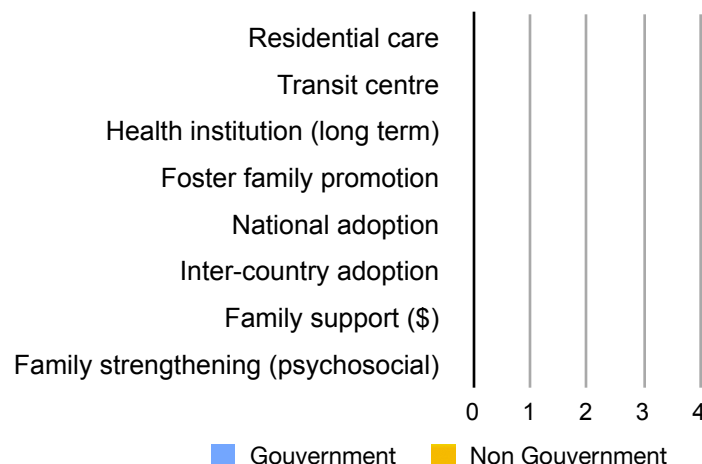 Residential care
Transit centre
Health institution (long term)
Foster family promotion
National adoption
Inter-country adoption
Family support ($)
Family strengthening (psychosocial)
0 1 2 3 4
Gouvernment Non Gouvernment